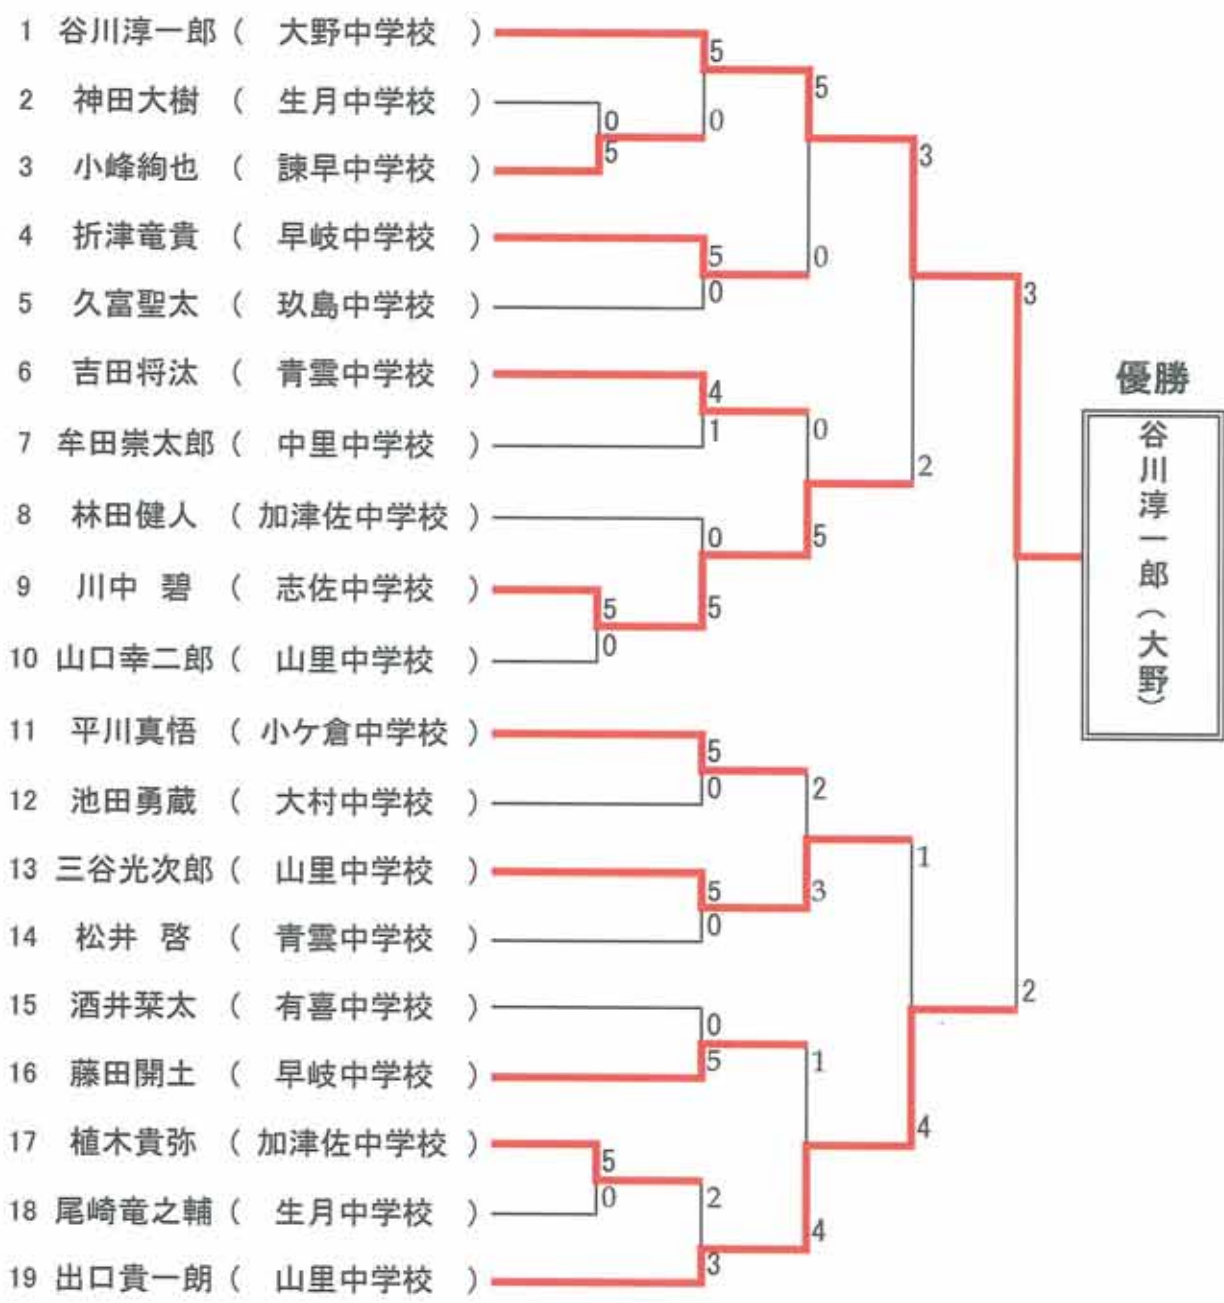 1 谷川淳一郎 ( 大野中学校 )
2 神田大樹 ( 生月中学校 )
3 小峰絢也 ( 諫早中学校 )
4 折津竜貴 ( 早岐中学校 )
5 久富聖太 ( 玖島中学校 )
6 吉田将汰 ( 青雲中学校 )
7 牟田崇太郎 ( 中里中学校 )
8 林田健人 ( 加津佐中学校 )
9 川中 碧 ( 志佐中学校 )
10 山口幸二郎 ( 山里中学校 )
11 平川真悟 ( 小ケ倉中学校 )
12 池田勇蔵 ( 大村中学校 )
13 三谷光次郎 ( 山里中学校 )
14 松井 啓 ( 青雲中学校 )
15 酒井栞太 ( 有喜中学校 )
16 藤田開土 ( 早岐中学校 )
17 植木貴弥 ( 加津佐中学校 )
18 尾崎竜之輔 ( 生月中学校 )
19 出口貴一朗 ( 山里中学校 )
0
5
5
0
5
0
5
0
5
0
4
1
0
5
5
0
5
0
0
5
2
3
5
0
0
5
2
3
1
4
3
2
1
4
3
2
優勝
谷川淳一郎(大野)